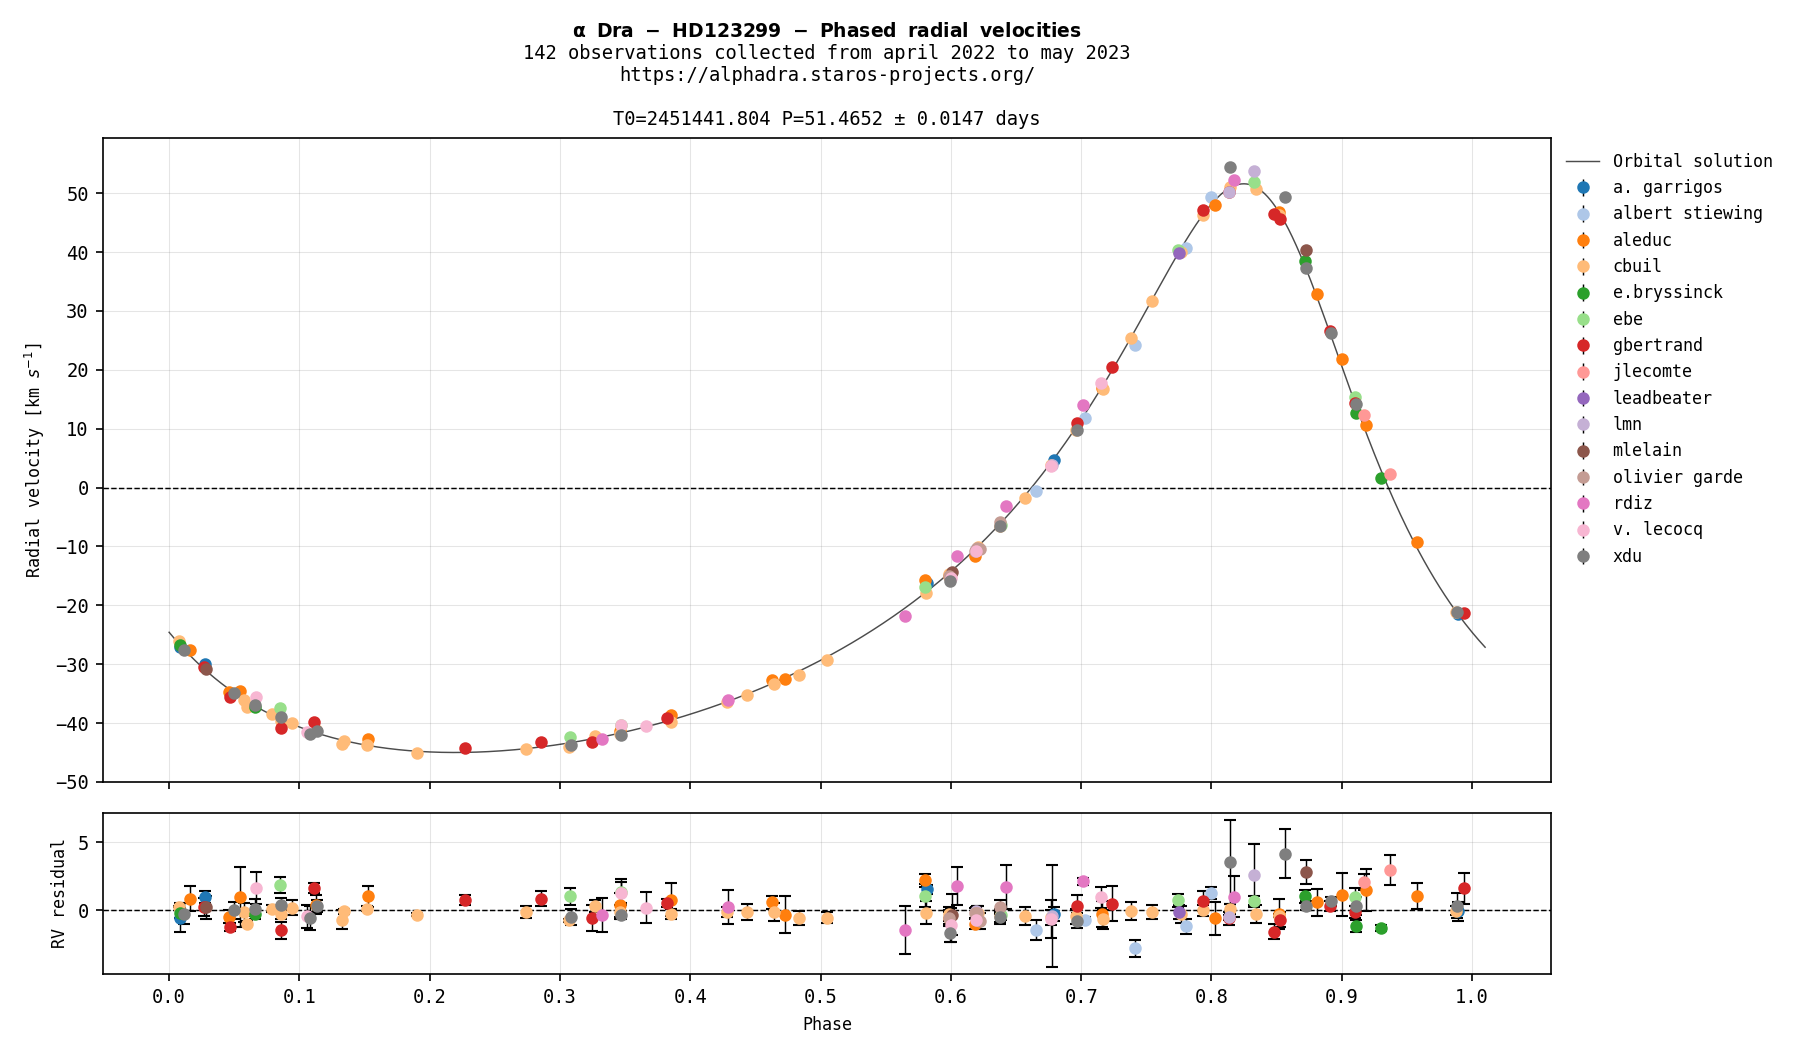 α Dra − HD123299 − Phased radial velocities
142 observations collected from april 2022 to may 2023
https://alphadra.staros-projects.org/
T0=2451441.804 P=51.4652 ± 0.0147 days
Radial velocity [km s⁻¹]
50
40
30
20
10
0
−10
−20
−30
−40
−50
Orbital solution
a. garrigos
albert stiewing
aleduc
cbuil
e.bryssinck
ebe
gbertrand
jlecomte
leadbeater
lmn
mlelain
olivier garde
rdiz
v. lecocq
xdu
RV residual
5
0
0.0 0.1 0.2 0.3 0.4 0.5 0.6 0.7 0.8 0.9 1.0
Phase